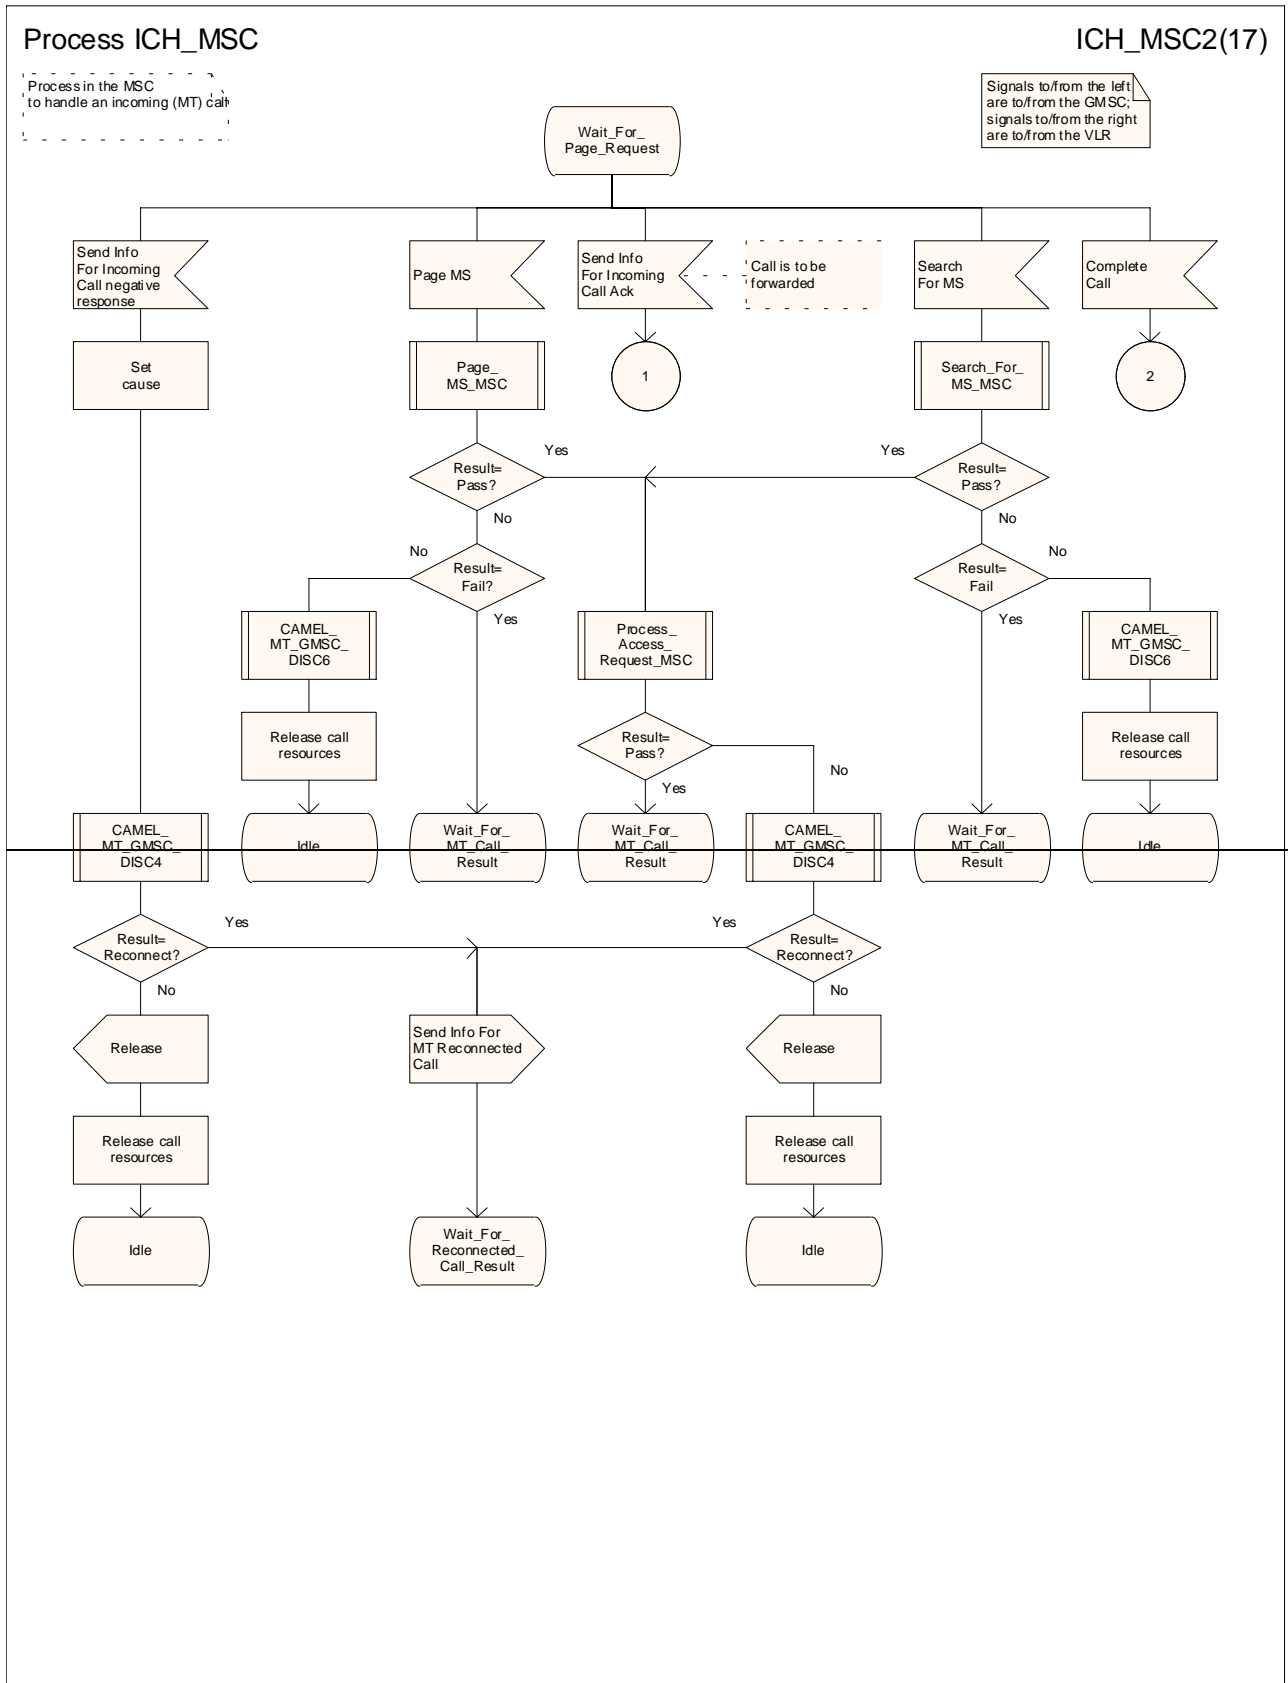 Process ICH_MSC
ICH_MSC2(17)
Process in the MSC
to handle an incoming (MT) call
Signals to/from the left
are to/from the GMSC;
signals to/from the right
are to/from the VLR
Wait_For_
Page_Request
Send Info
For Incoming
Call negative
response
Page MS
Send Info
For Incoming
Call Ack
Call is to be
forwarded
Search
For MS
Complete
Call
Set
cause
Page_
MS_MSC
1
Search_For_
MS_MSC
2
Yes
Yes
Result=
Pass?
Result=
Pass?
No
No
No
No
Result=
Fail?
Result=
Fail
Yes
Yes
CAMEL_
MT_GMSC_
DISC6
Process_
Access_
Request_MSC
CAMEL_
MT_GMSC_
DISC6
Release call
resources
Result=
Pass?
Release call
resources
No
Yes
CAMEL_
MT_GMSC_
DISC4
Idle
Wait_For_
MT_Call_
Result
Wait_For_
MT_Call_
Result
CAMEL_
MT_GMSC_
DISC4
Wait_For_
MT_Call_
Result
Idle
Yes
Yes
Result=
Reconnect?
Result=
Reconnect?
No
No
Release
Send Info For
MT Reconnected
Call
Release
Release call
resources
Release call
resources
Idle
Wait_For_
Reconnected_
Call_Result
Idle